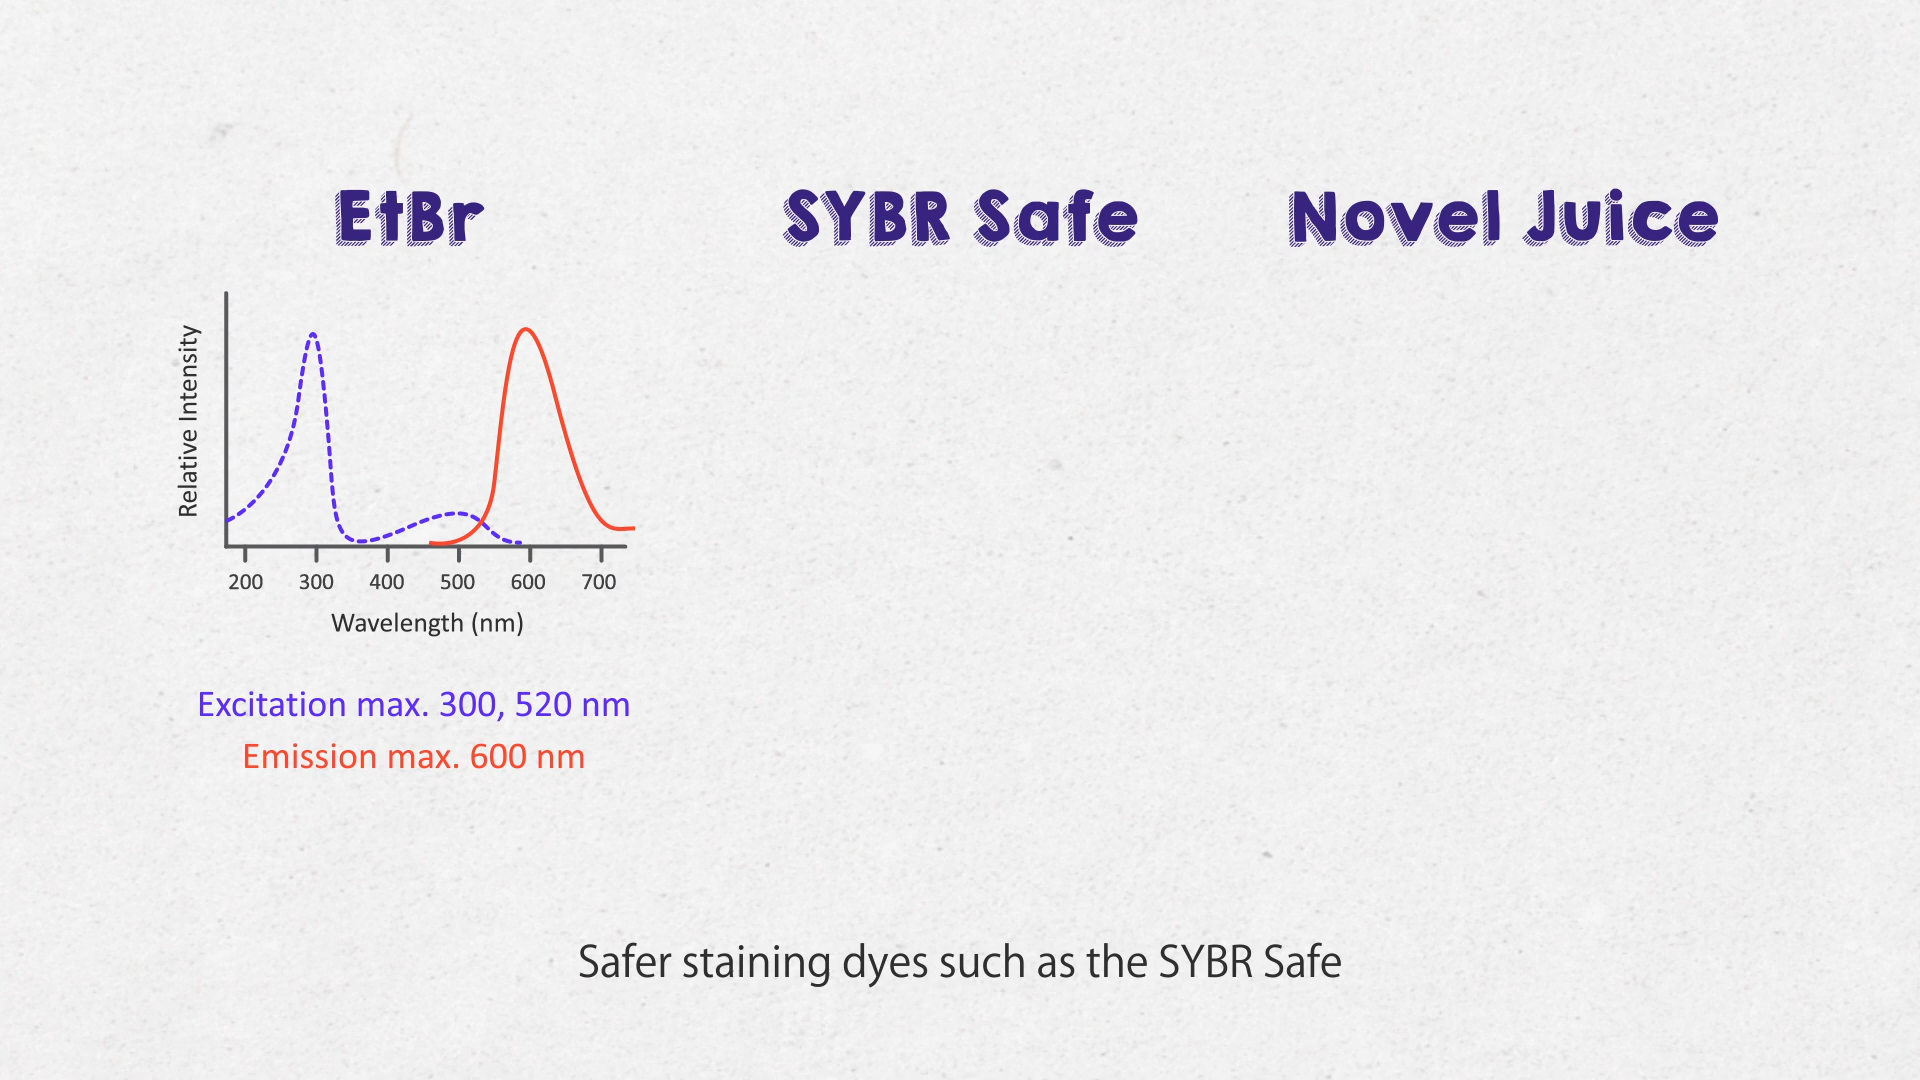 EtBr
SYBR Safe
Novel Juice
Relative Intensity
200 300 400 500 600 700
Wavelength (nm)
Excitation max. 300, 520 nm
Emission max. 600 nm
Safer staining dyes such as the SYBR Safe